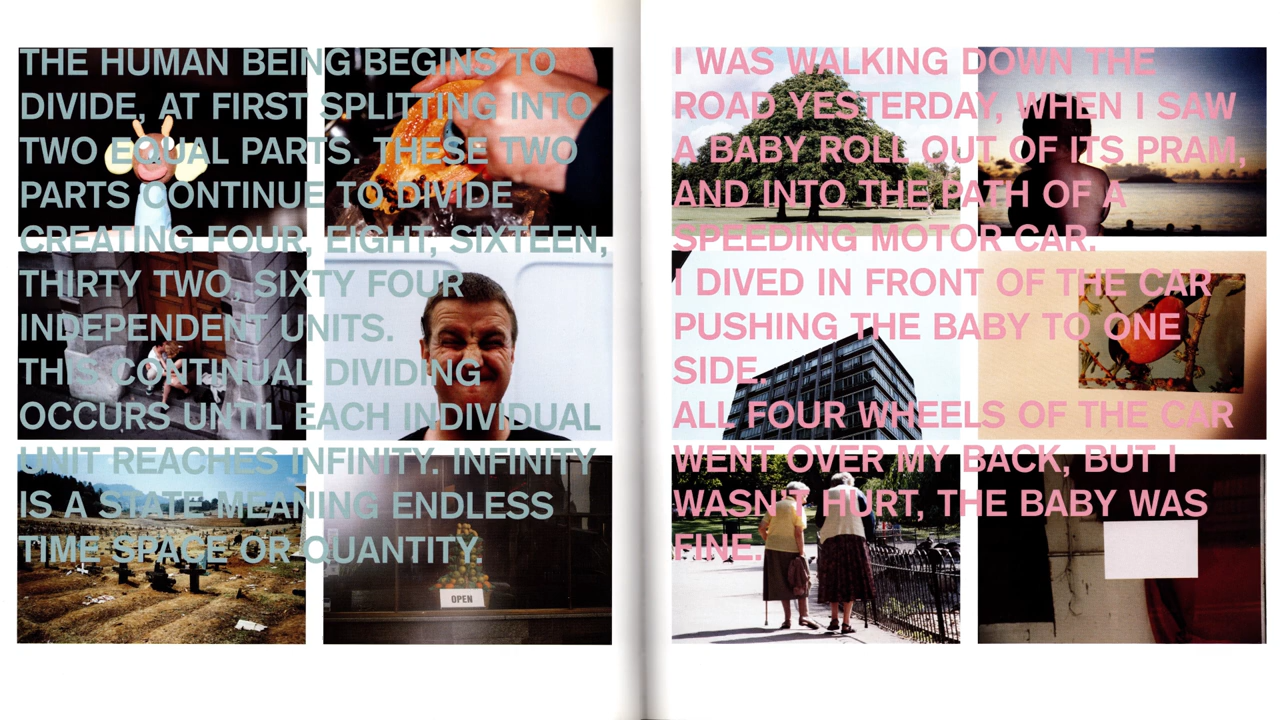 THE HUMAN BEING BEGINS TO
DIVIDE, AT FIRST SPLITTING INTO
TWO EQUAL PARTS. THESE TWO
PARTS CONTINUE TO DIVIDE
CREATING FOUR, EIGHT, SIXTEEN,
THIRTY TWO, SIXTY FOUR
INDEPENDENT UNITS.
THIS CONTINUAL DIVIDING
OCCURS UNTIL EACH INDIVIDUAL
UNIT REACHES INFINITY. INFINITY
IS A STATE MEANING ENDLESS
TIME SPACE OR QUANTITY.
OPEN
I WAS WALKING DOWN THE
ROAD YESTERDAY, WHEN I SAW
A BABY ROLL OUT OF ITS PRAM,
AND INTO THE PATH OF A
SPEEDING MOTOR CAR.
I DIVED IN FRONT OF THE CAR
PUSHING THE BABY TO ONE
SIDE.
ALL FOUR WHEELS OF THE CAR
WENT OVER MY BACK, BUT I
WASN'T HURT, THE BABY WAS
FINE.